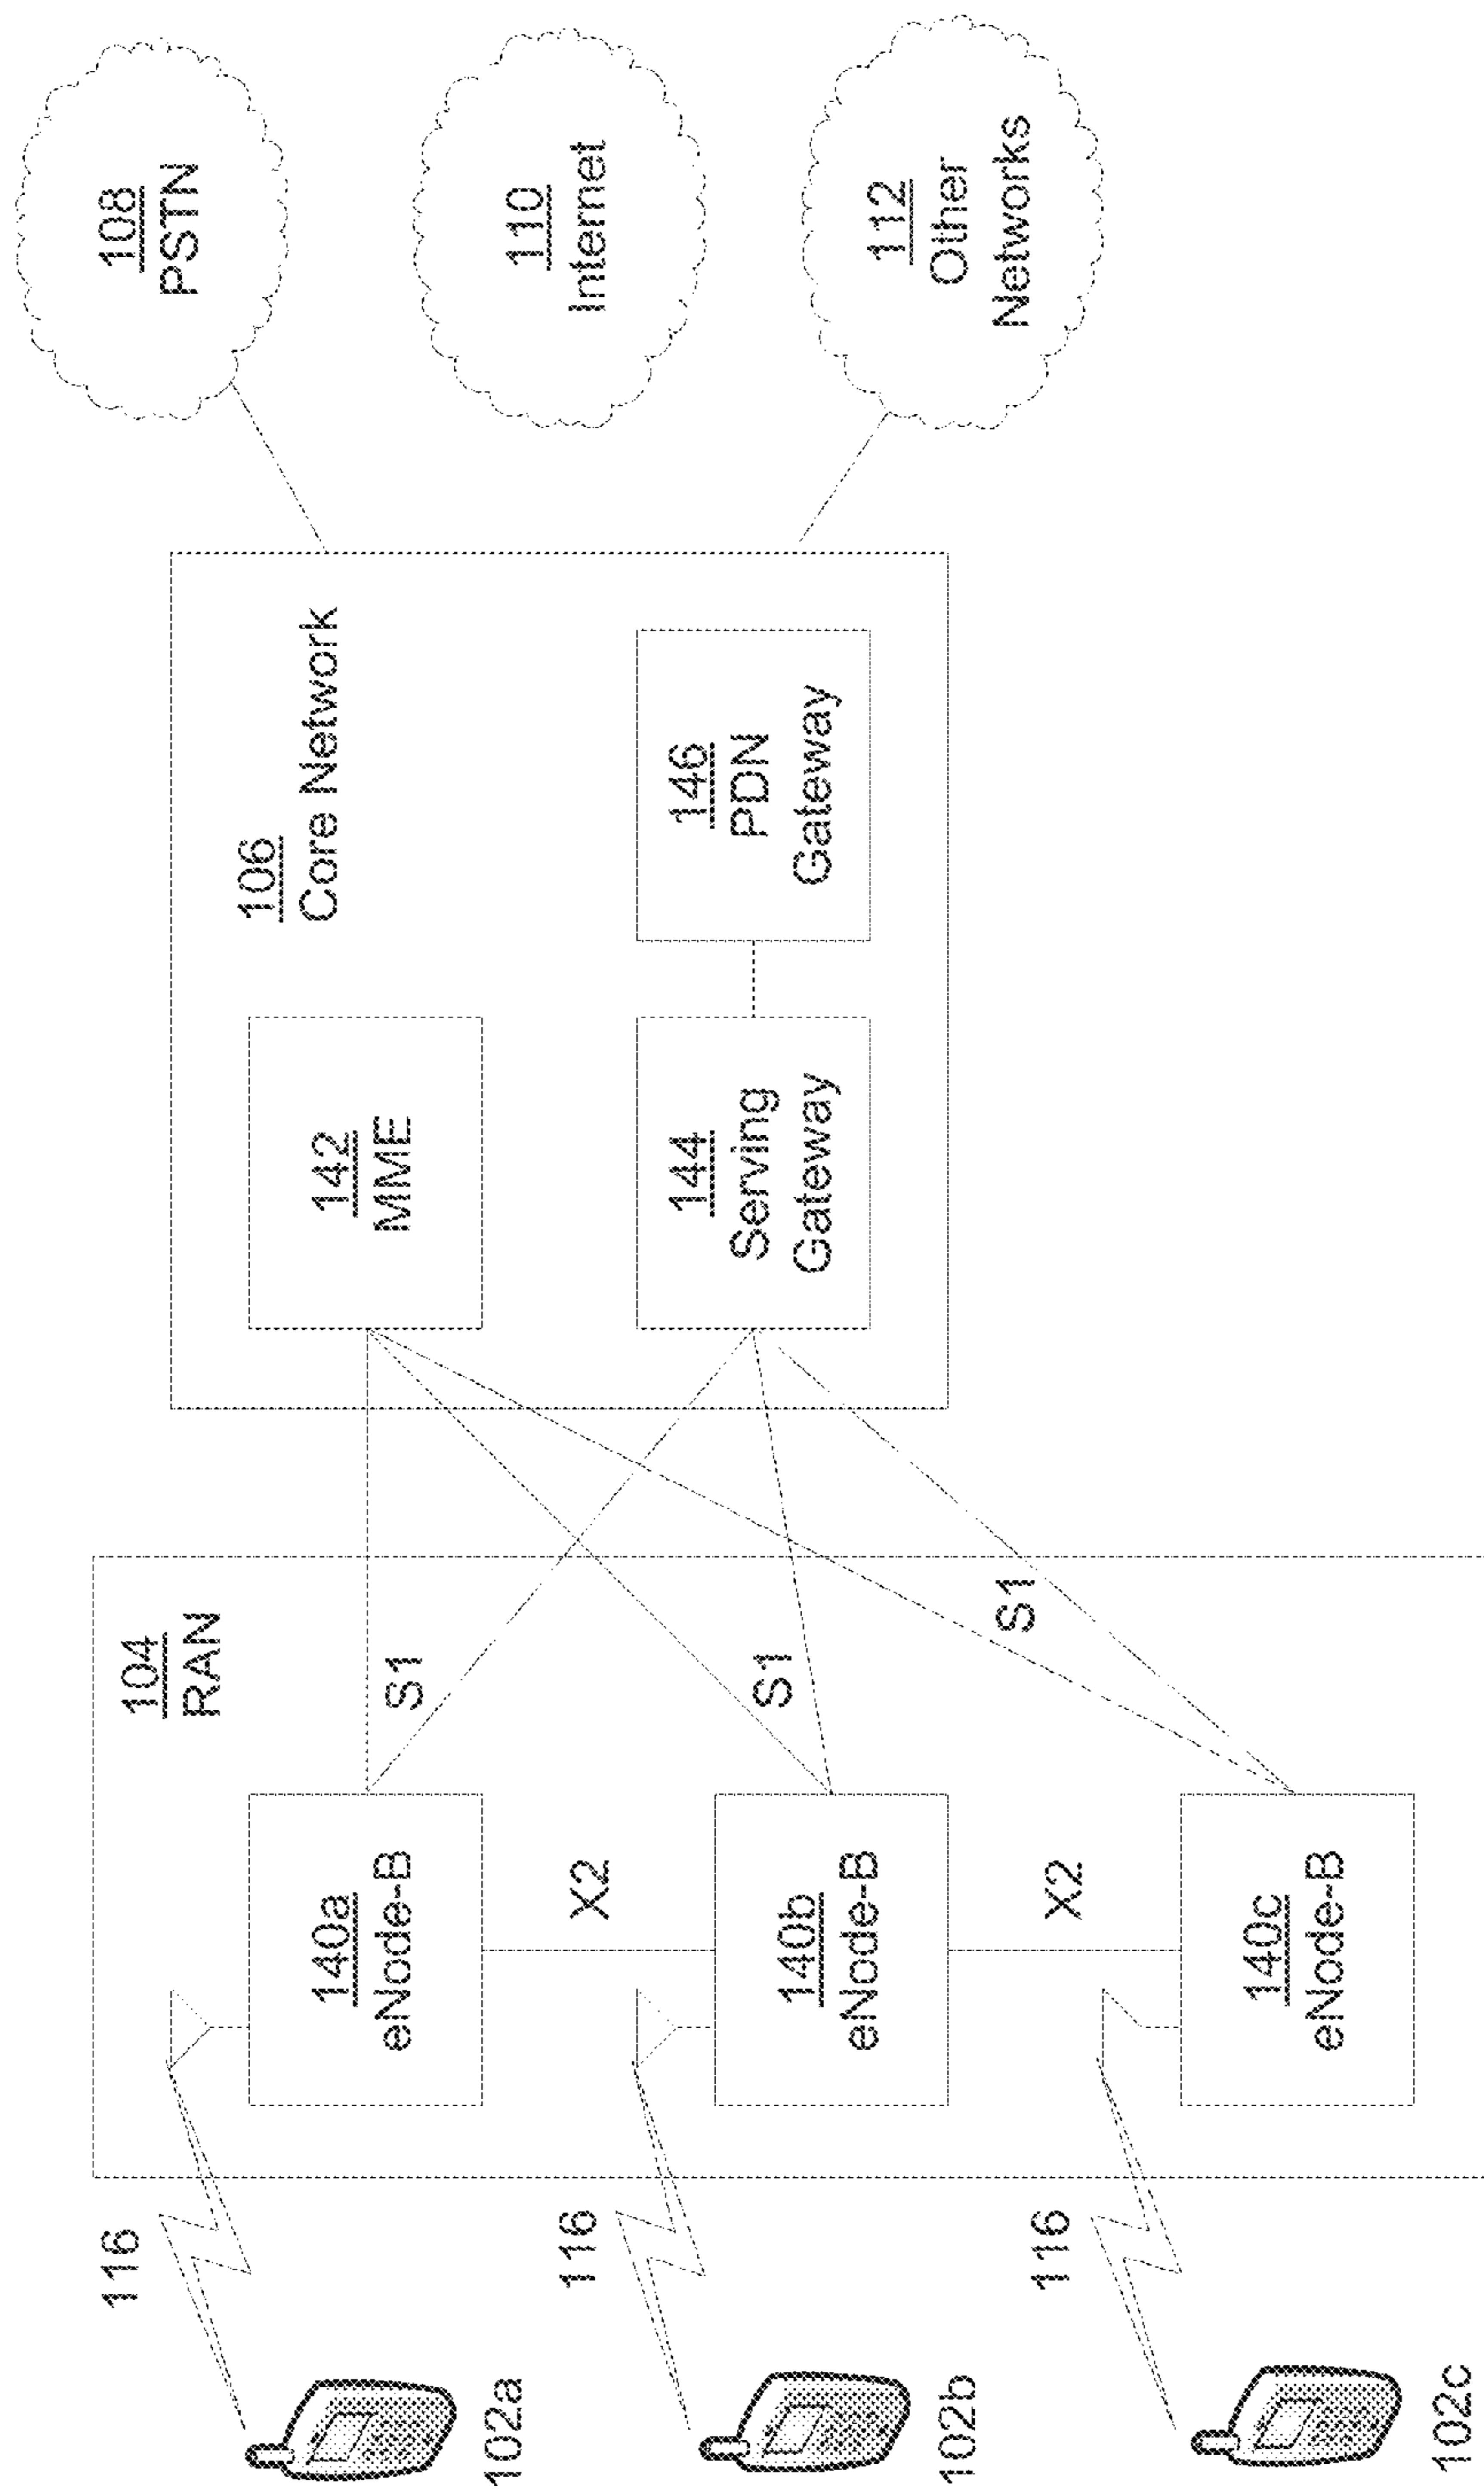 102a
102b
102c
116
116
116
104
RAN
140a
eNode-B
X2
140b
eNode-B
X2
140c
eNode-B
S1
S1
S1
106
Core Network
142
MME
144
Serving
Gateway
146
PDN
Gateway
108
PSTN
110
Internet
112
Other
Networks